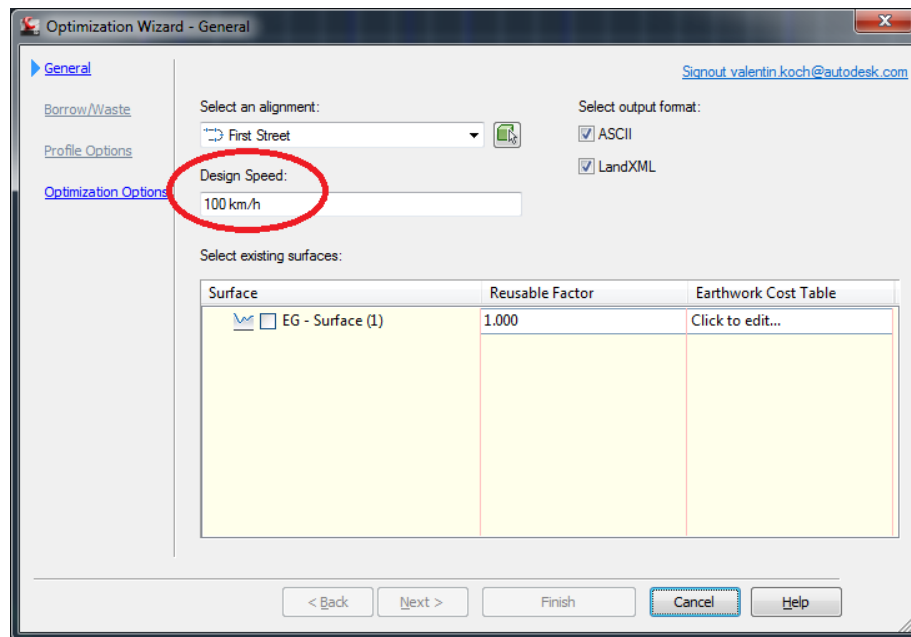 Optimization Wizard - General
General
Borrow/Waste
Profile Options
Optimization Options
Signout valentin.koch@autodesk.com
Select an alignment:
First Street
Design Speed:
100 km/h
Select output format:
ASCII
LandXML
Select existing surfaces:
Surface Reusable Factor Earthwork Cost Table
EG - Surface (1) 1.000 Click to edit...
< Back Next > Finish Cancel Help